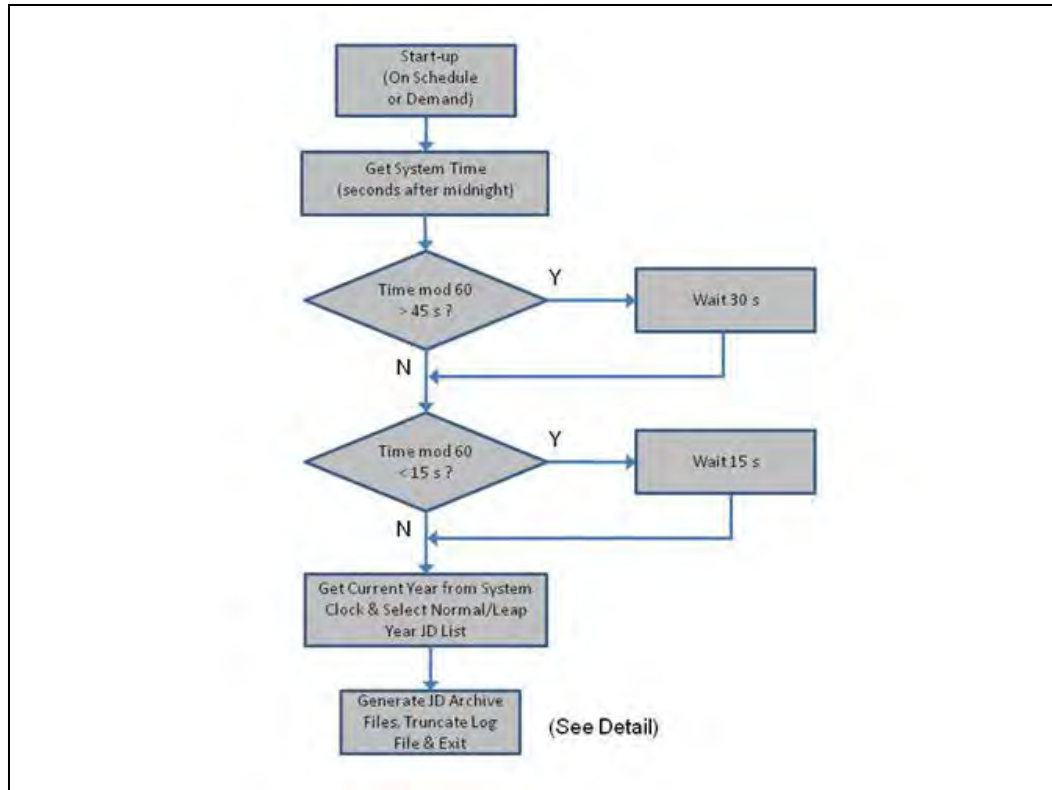 Start-up
(On Schedule
or Demand)
Get System Time
(seconds after midnight)
Time mod 60
> 45 s ?
Y
Wait 30 s
N
Time mod 60
< 15 s ?
Y
Wait 15 s
N
Get Current Year from System
Clock & Select Normal/Leap
Year JD List
Generate JD Archive
Files, Truncate Log
File & Exit
(See Detail)